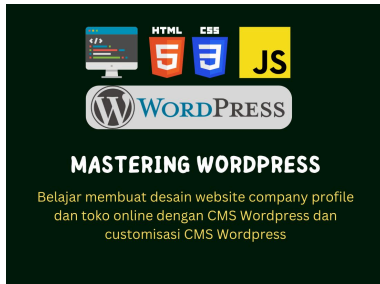 HTML CSS
5 3 JS
WORDPRESS
MASTERING WORDPRESS
Belajar membuat desain website company profile
dan toko online dengan CMS Wordpress dan
customisasi CMS Wordpress